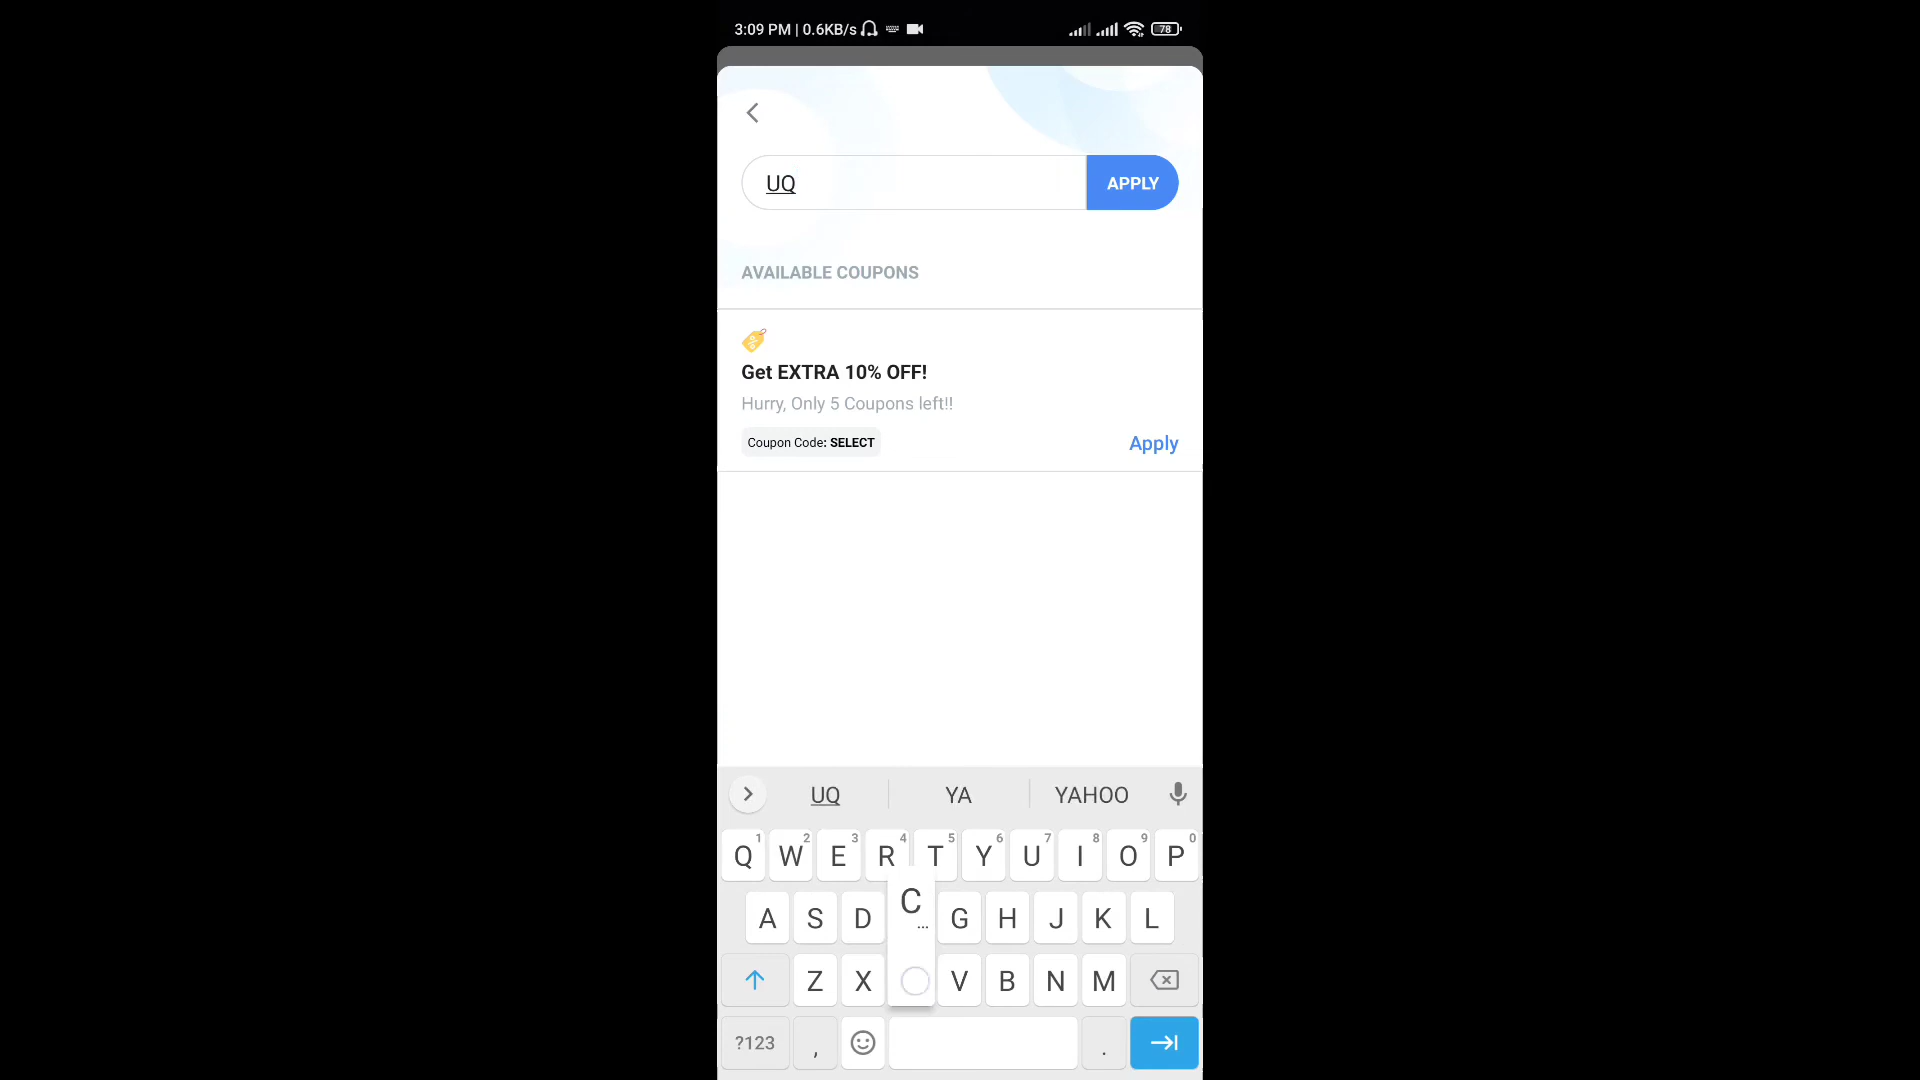 3:09 PM | 0.6KB/s
78
UQ
APPLY
AVAILABLE COUPONS
Get EXTRA 10% OFF!
Hurry, Only 5 Coupons left!!
Coupon Code: SELECT
Apply
UQ YA YAHOO
1 2 3 4 5 6 7 8 9 0
Q W E R T Y U I O P
C
...
A S D G H J K L
Z X V B N M
?123 , .